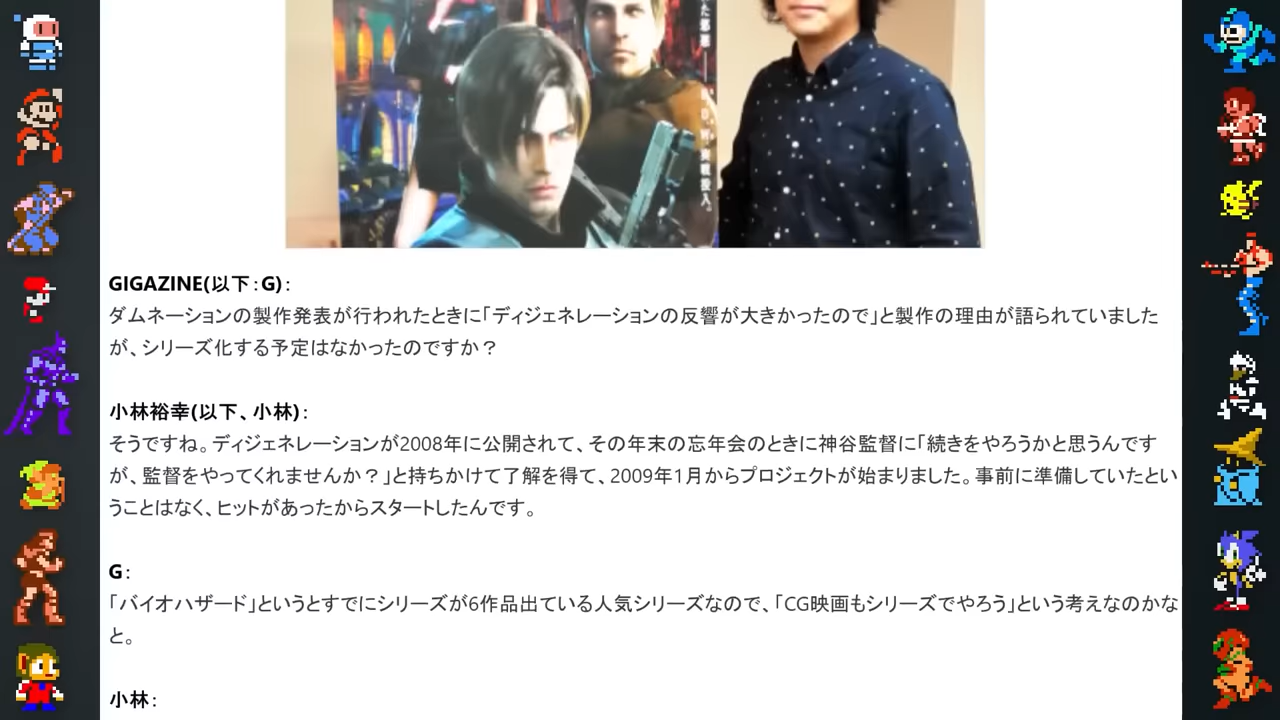 GIGAZINE(以下：G)：
ダムネーションの製作発表が行われたときに「ディジェネレーションの反響が大きかったので」と製作の理由が語られていました
が、シリーズ化する予定はなかったのですか？
小林裕幸(以下、小林)：
そうですね。ディジェネレーションが2008年に公開されて、その年末の忘年会のときに神谷監督に「続きをやろうかと思うんです
が、監督をやってくれませんか？」と持ちかけて了解を得て、2009年1月からプロジェクトが始まりました。事前に準備していたとい
うことはなく、ヒットがあったからスタートしたんです。
G：
「バイオハザード」というとすでにシリーズが6作品出ている人気シリーズなので、「CG映画もシリーズでやろう」という考えなのかな
と。
小林：